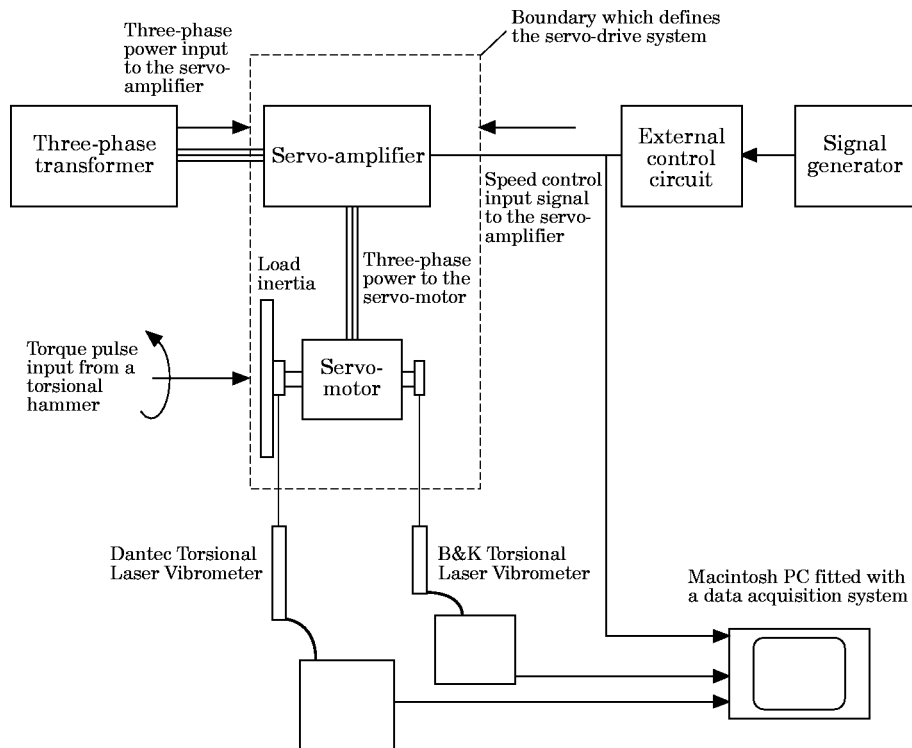 Boundary which defines
the servo-drive system
Three-phase
power input
to the servo-
amplifier
Three-phase
transformer
Servo-amplifier
External
control
circuit
Signal
generator
Speed control
input signal
to the servo-
amplifier
Three-phase
power to the
servo-motor
Load
inertia
Torque pulse
input from a
torsional
hammer
Servo-
motor
Dantec Torsional
Laser Vibrometer
B&K Torsional
Laser Vibrometer
Macintosh PC fitted with
a data acquisition system